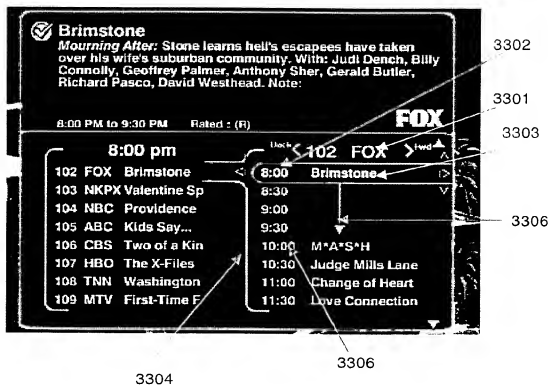 Brimstone
Mourning After: Stone learns hell's escapees have taken
over his wife's suburban community. With: Judi Dench, Billy
Connolly, Geoffrey Palmer, Anthony Sher, Gerald Butler,
Richard Pasco, David Westhead. Note:
8:00 PM to 9:30 PM Rated : (R)
FOX
8:00 pm
102 FOX Brimstone
103 NKPX Valentine Sp
104 NBC Providence
105 ABC Kids Say...
106 CBS Two of a Kin
107 HBO The X-Files
108 TNN Washington
109 MTV First-Time F
Back < 102 FOX > Fwd
8:00 Brimstone
8:30
9:00
9:30
10:00 M*A*S*H
10:30 Judge Mills Lane
11:00 Change of Heart
11:30 Love Connection
3302
3301
3303
3306
3306
3304